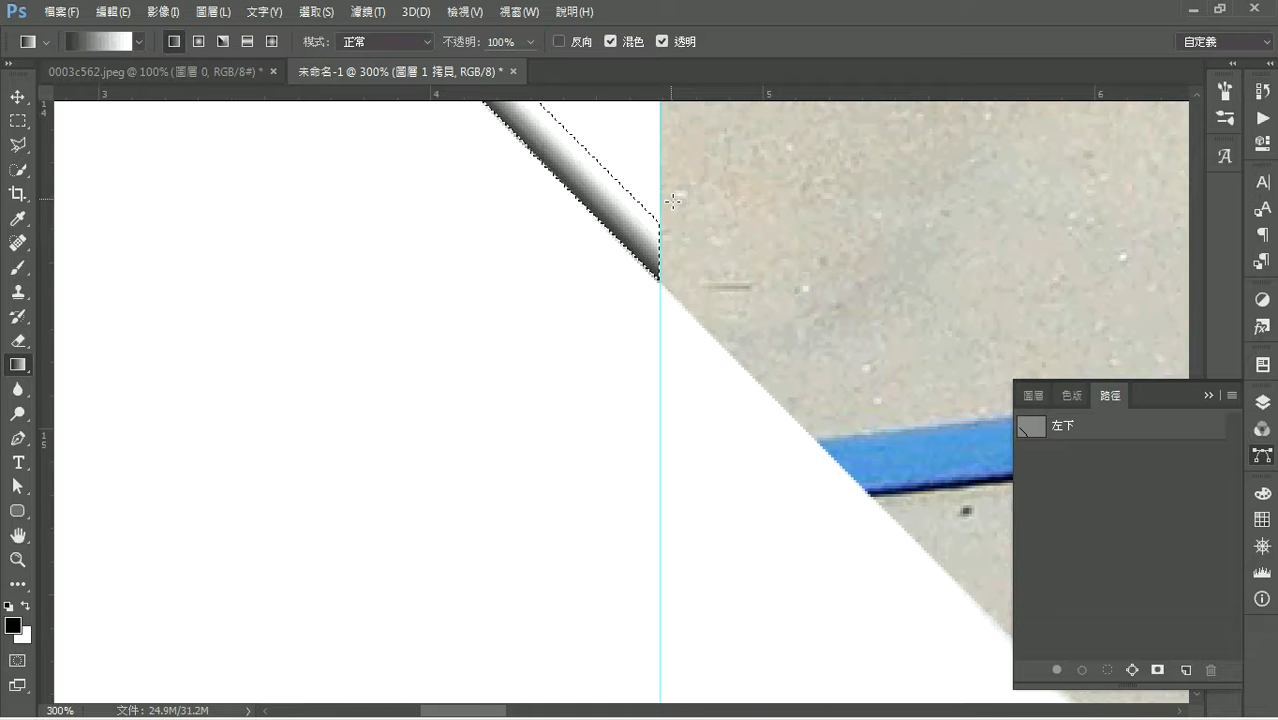 Ps 檔案(F) 編輯(E) 影像(I) 圖層(L) 文字(Y) 選取(S) 濾鏡(T) 3D(D) 檢視(V) 視窗(W) 說明(H)
模式: 正常 不透明: 100% 反向 混色 透明 自定義
0003c562.jpeg @ 100% (圖層 0, RGB/8#) * × 未命名-1 @ 300% (圖層 1 拷貝, RGB/8) * ×
3 4 5 6
1
4
1
5
圖層 色版 路徑
左下
300% 文件: 24.9M/31.2M